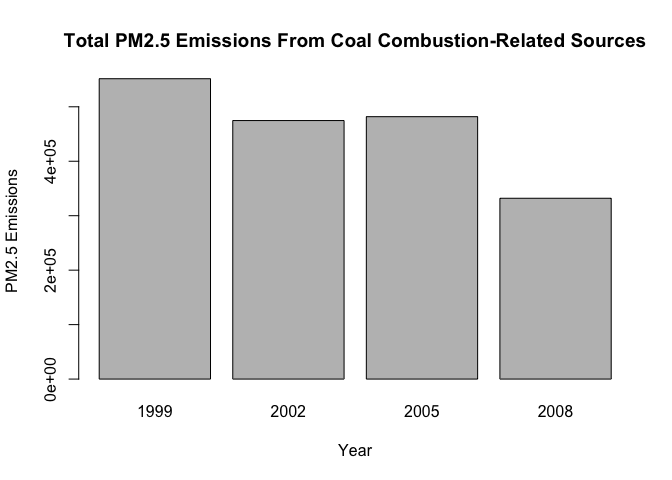 Total PM2.5 Emissions From Coal Combustion-Related Sources
PM2.5 Emissions
4e+05
2e+05
0e+00
1999 2002 2005 2008
Year